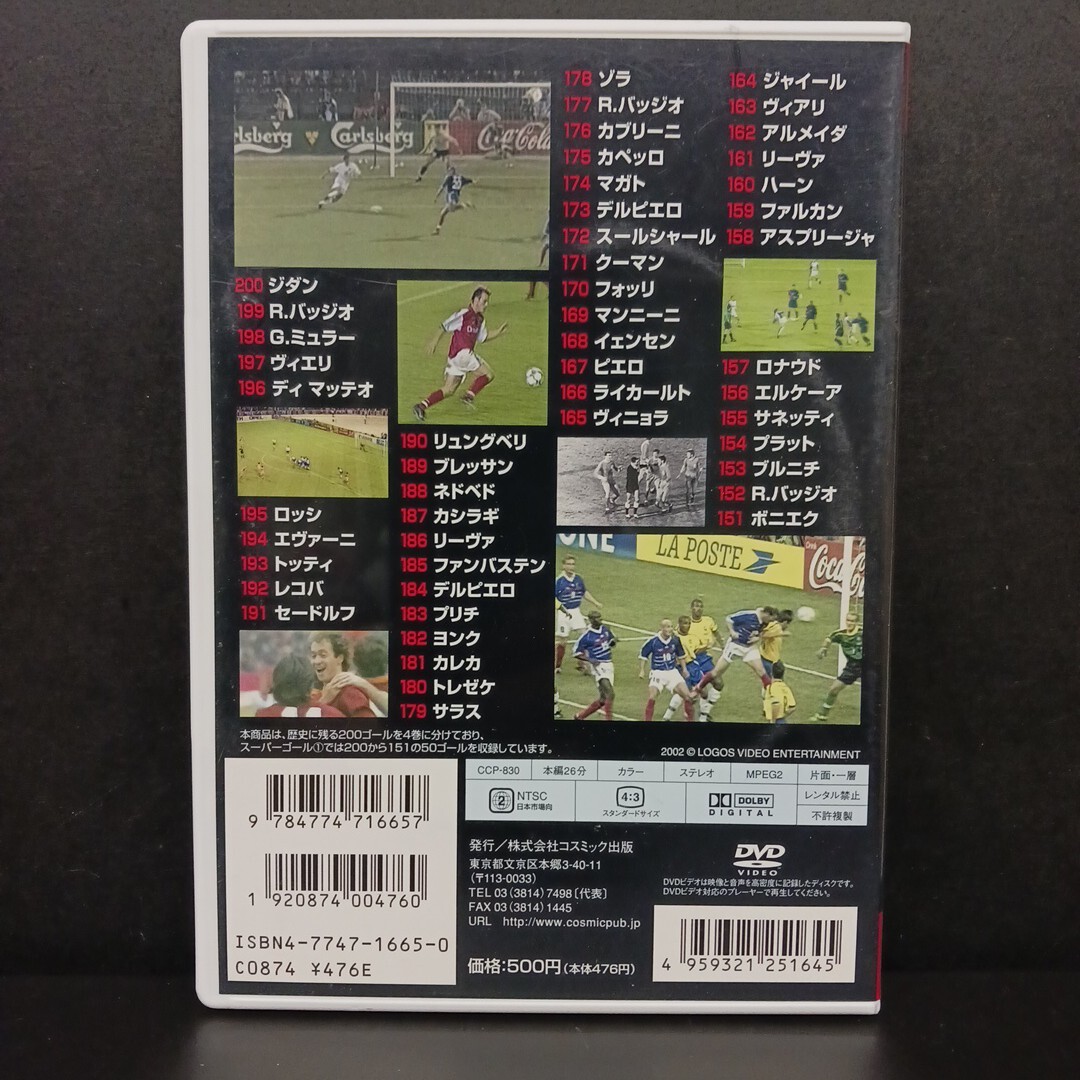 Carlsberg
Carlsberg
Coca-Cola
200 ジダン
199 R.バッジオ
198 G.ミュラー
197 ヴィエリ
196 ディ マッテオ
195 ロッシ
194 エヴァーニ
193 トッティ
192 レコバ
191 セードルフ
190 リュングベリ
189 ブレッサン
188 ネドベド
187 カシラギ
186 リーヴァ
185 ファンバステン
184 デルピエロ
183 プリチ
182 ヨンク
181 カレカ
180 トレゼケ
179 サラス
178 ゾラ
177 R.バッジオ
176 カブリーニ
175 カペッロ
174 マガト
173 デルピエロ
172 スールシャール
171 クーマン
170 フォッリ
169 マンニーニ
168 イェンセン
167 ピエロ
166 ライカールト
165 ヴィニョラ
164 ジャイール
163 ヴィアリ
162 アルメイダ
161 リーヴァ
160 ハーン
159 ファルカン
158 アスプリージャ
157 ロナウド
156 エルケーア
155 サネッティ
154 プラット
153 ブルニチ
152 R.バッジオ
151 ボニエク
ONE
LA POSTE
Drink
Coca-Cola
本商品は、歴史に残る200ゴールを4巻に分けており、
スーパーゴール①では200から151の50ゴールを収録しています。
2002 © LOGOS VIDEO ENTERTAINMENT
CCP-830 本編26分 カラー ステレオ MPEG2 片面・一層
2 NTSC 日本市場向
4:3 スタンダードサイズ
DOLBY DIGITAL
レンタル禁止
不許複製
9 784774 716657
1 920874 004760
ISBN4-7747-1665-0
C0874 ¥476E
発行／株式会社コスミック出版
東京都文京区本郷3-40-11
（〒113-0033）
TEL 03（3814）7498［代表］
FAX 03（3814）1445
URL http://www.cosmicpub.jp
価格：500円（本体476円）
DVD VIDEO
DVDビデオは映像と音声を高密度に記録したディスクです。
DVDビデオ対応のプレーヤーで再生してください。
4 959321 251645